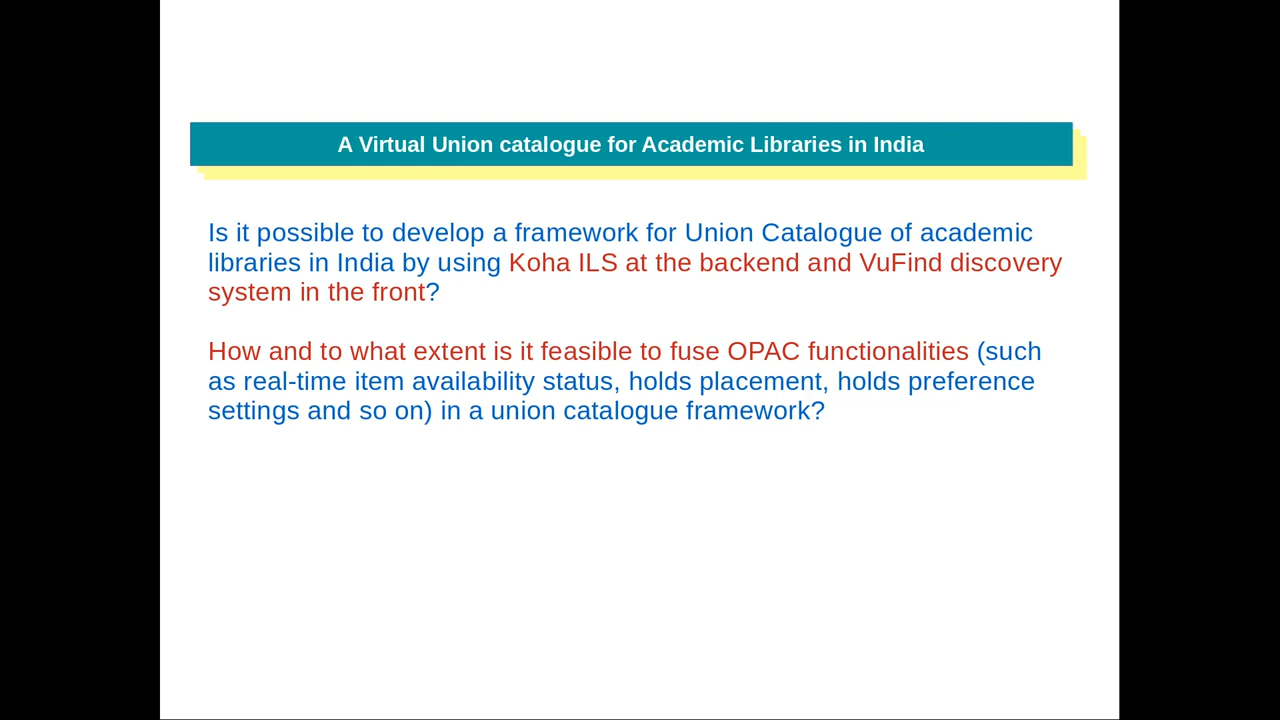 A Virtual Union catalogue for Academic Libraries in India
Is it possible to develop a framework for Union Catalogue of academic
libraries in India by using Koha ILS at the backend and VuFind discovery
system in the front?
How and to what extent is it feasible to fuse OPAC functionalities (such
as real-time item availability status, holds placement, holds preference
settings and so on) in a union catalogue framework?